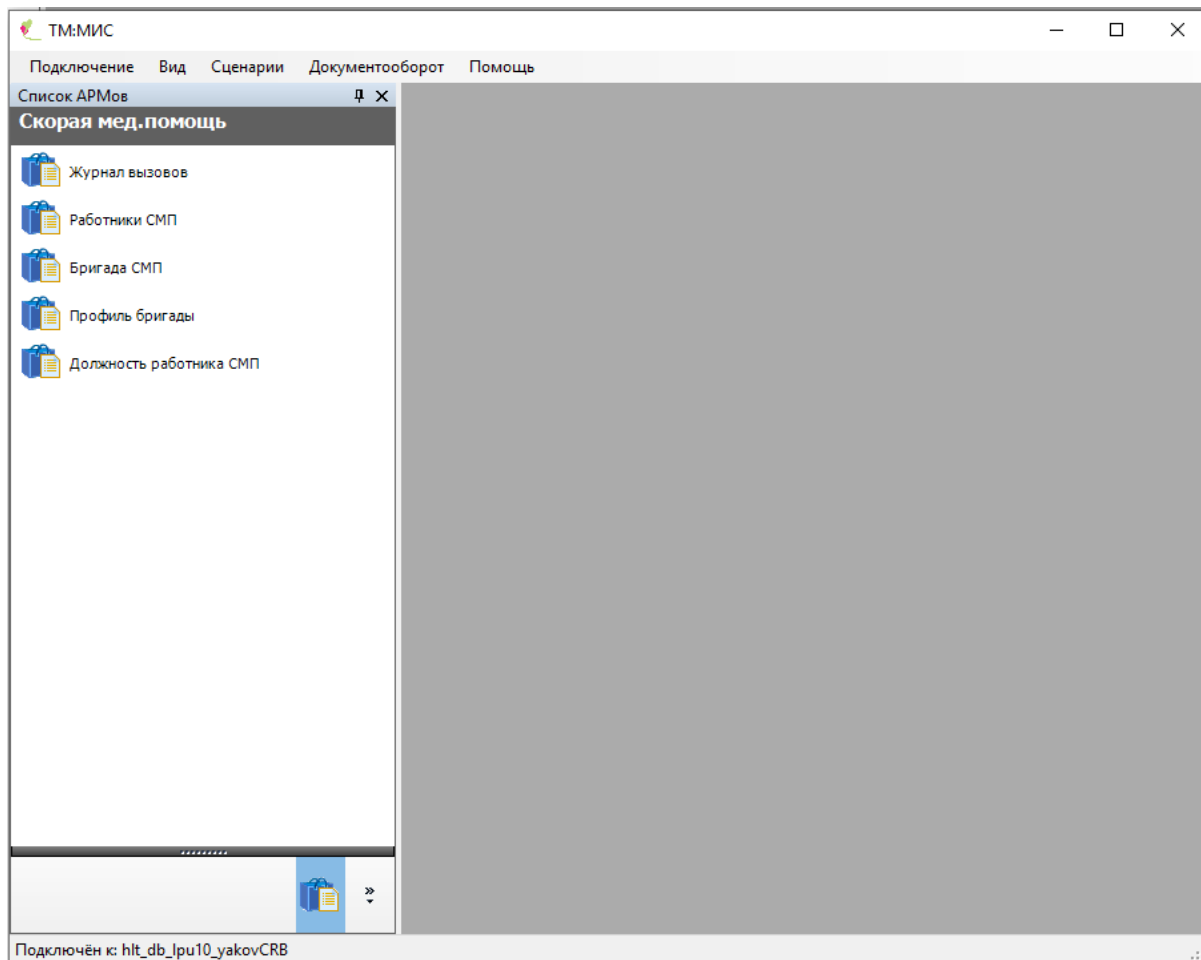 ТМ:МИС
Подключение Вид Сценарии Документооборот Помощь
Список АРМов
Скорая мед.помощь
Журнал вызовов
Работники СМП
Бригада СМП
Профиль бригады
Должность работника СМП
Подключён к: hlt_db_lpu10_yakovCRB